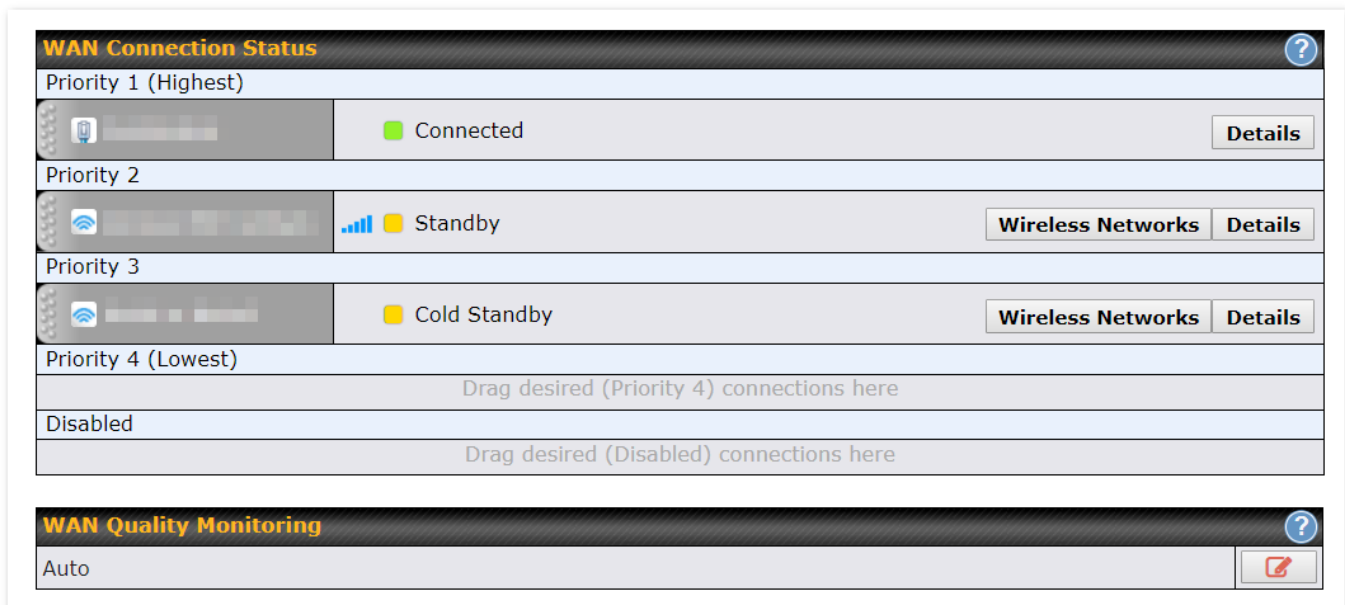 WAN Connection Status ?
Priority 1 (Highest)
Connected Details
Priority 2
Standby Wireless Networks Details
Priority 3
Cold Standby Wireless Networks Details
Priority 4 (Lowest)
Drag desired (Priority 4) connections here
Disabled
Drag desired (Disabled) connections here
WAN Quality Monitoring ?
Auto